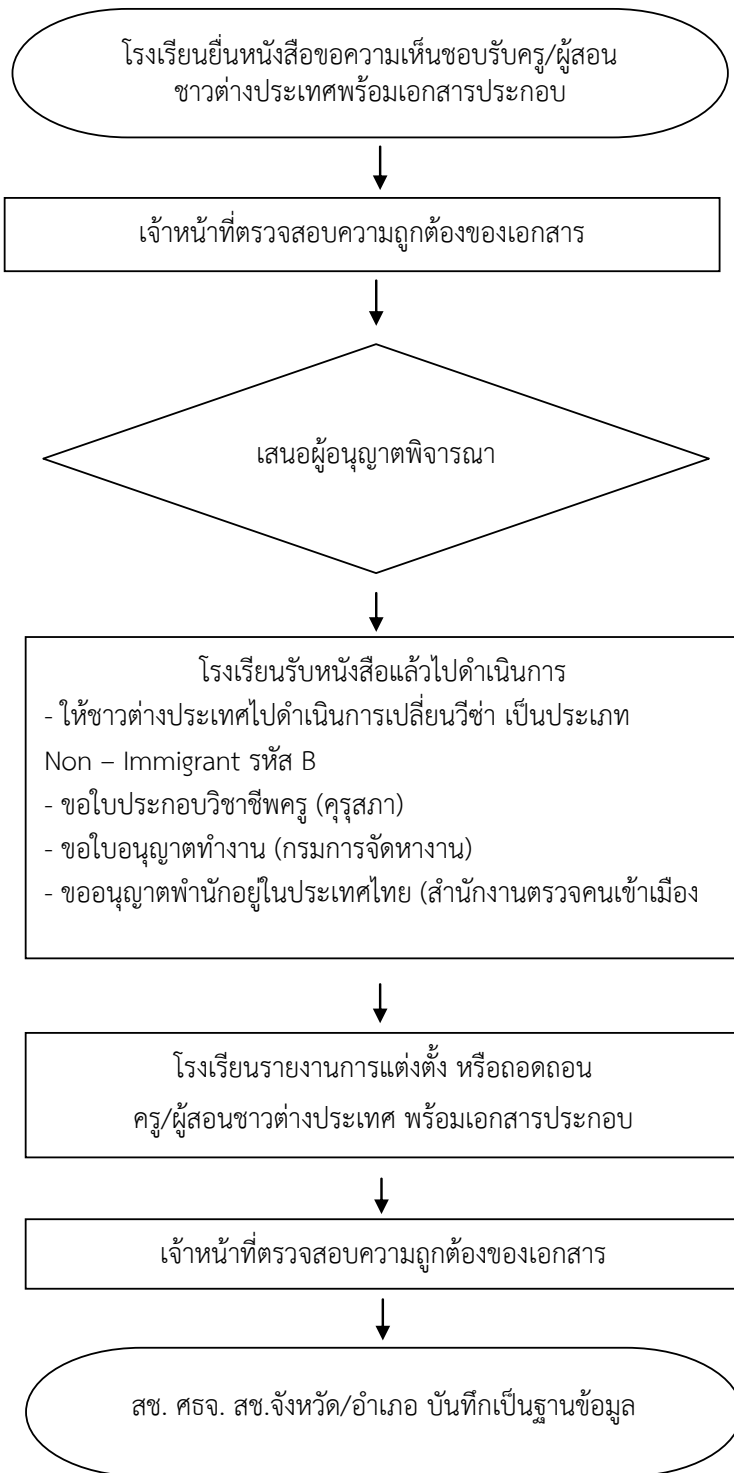 โรงเรียนยื่นหนังสือขอความเห็นชอบรับครู/ผู้สอน
ชาวต่างประเทศพร้อมเอกสารประกอบ
เจ้าหน้าที่ตรวจสอบความถูกต้องของเอกสาร
เสนอผู้อนุญาตพิจารณา
โรงเรียนรับหนังสือแล้วไปดำเนินการ
- ให้ชาวต่างประเทศไปดำเนินการเปลี่ยนวีซ่า เป็นประเภท
Non – Immigrant รหัส B
- ขอใบประกอบวิชาชีพครู (คุรุสภา)
- ขอใบอนุญาตทำงาน (กรมการจัดหางาน)
- ขออนุญาตพำนักอยู่ในประเทศไทย (สำนักงานตรวจคนเข้าเมือง
โรงเรียนรายงานการแต่งตั้ง หรือถอดถอน
ครู/ผู้สอนชาวต่างประเทศ พร้อมเอกสารประกอบ
เจ้าหน้าที่ตรวจสอบความถูกต้องของเอกสาร
สช. ศธจ. สช.จังหวัด/อำเภอ บันทึกเป็นฐานข้อมูล